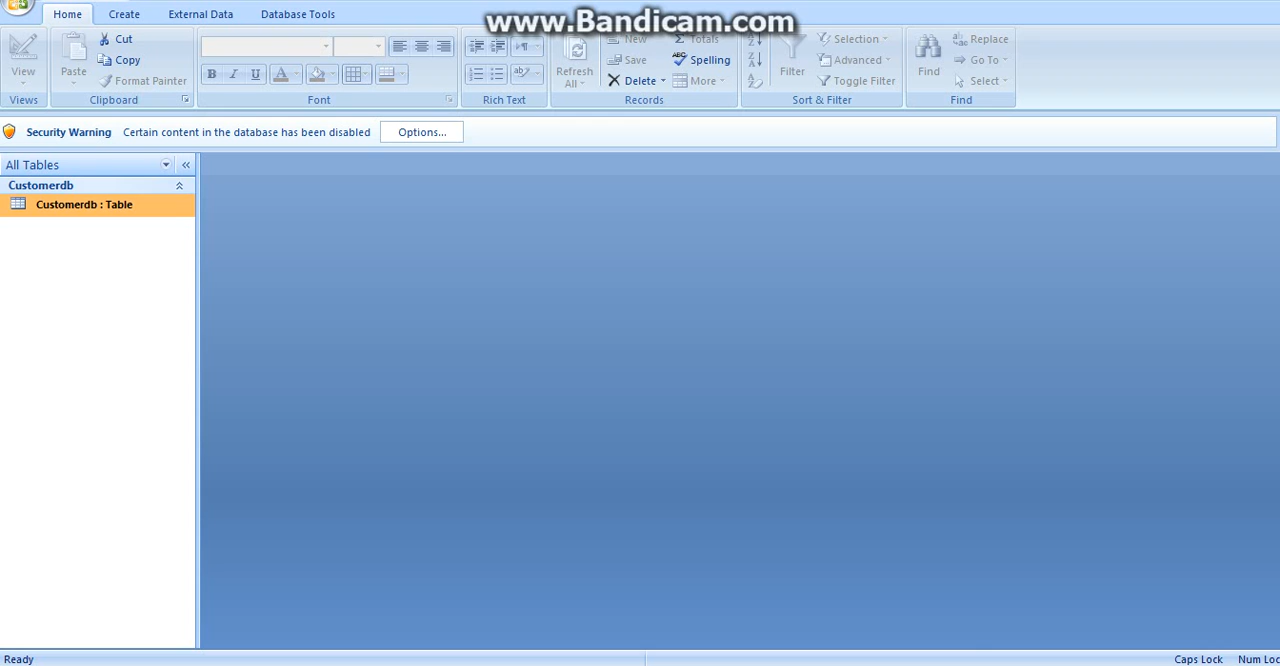 www.Bandicam.com
Home Create External Data Database Tools
View
Views
Paste
Cut
Copy
Format Painter
Clipboard
B I U A
Font
Rich Text
Refresh All
New
Save
Delete
Totals
Spelling
More
Records
Filter
Selection
Advanced
Toggle Filter
Sort & Filter
Find
Replace
Go To
Select
Find
Security Warning Certain content in the database has been disabled Options...
All Tables
Customerdb
Customerdb : Table
Ready Caps Lock Num Loc